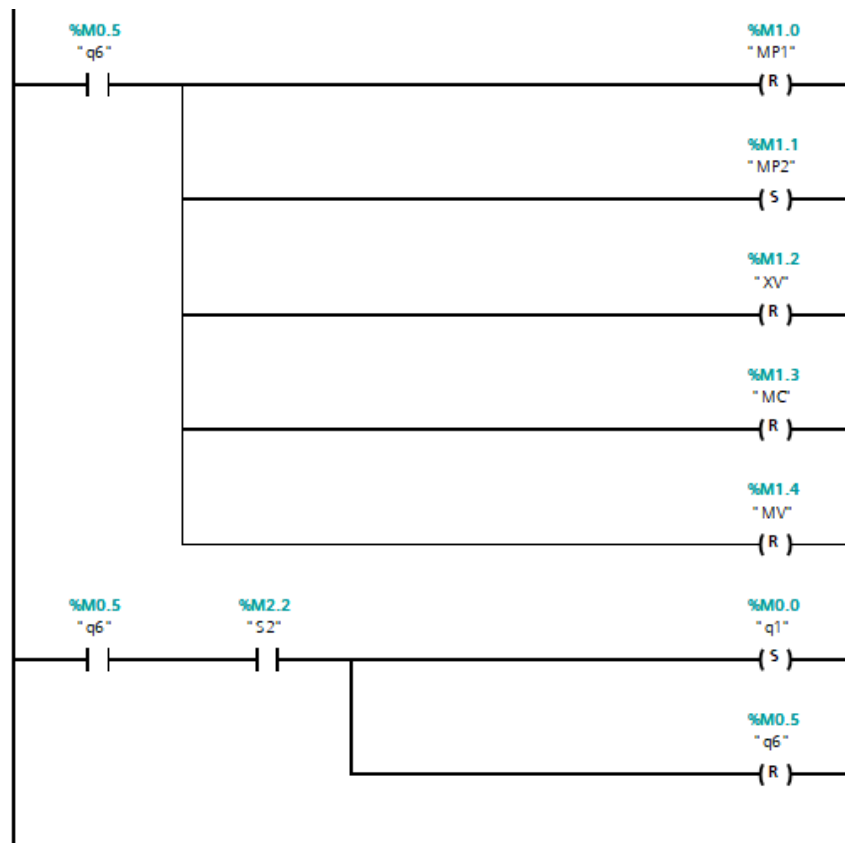 %M0.5 %M1.0
"q6" "MP1"
R
%M1.1
"MP2"
S
%M1.2
"XV"
R
%M1.3
"MC"
R
%M1.4
"MV"
R
%M0.5 %M2.2 %M0.0
"q6" "S2" "q1"
S
%M0.5
"q6"
R